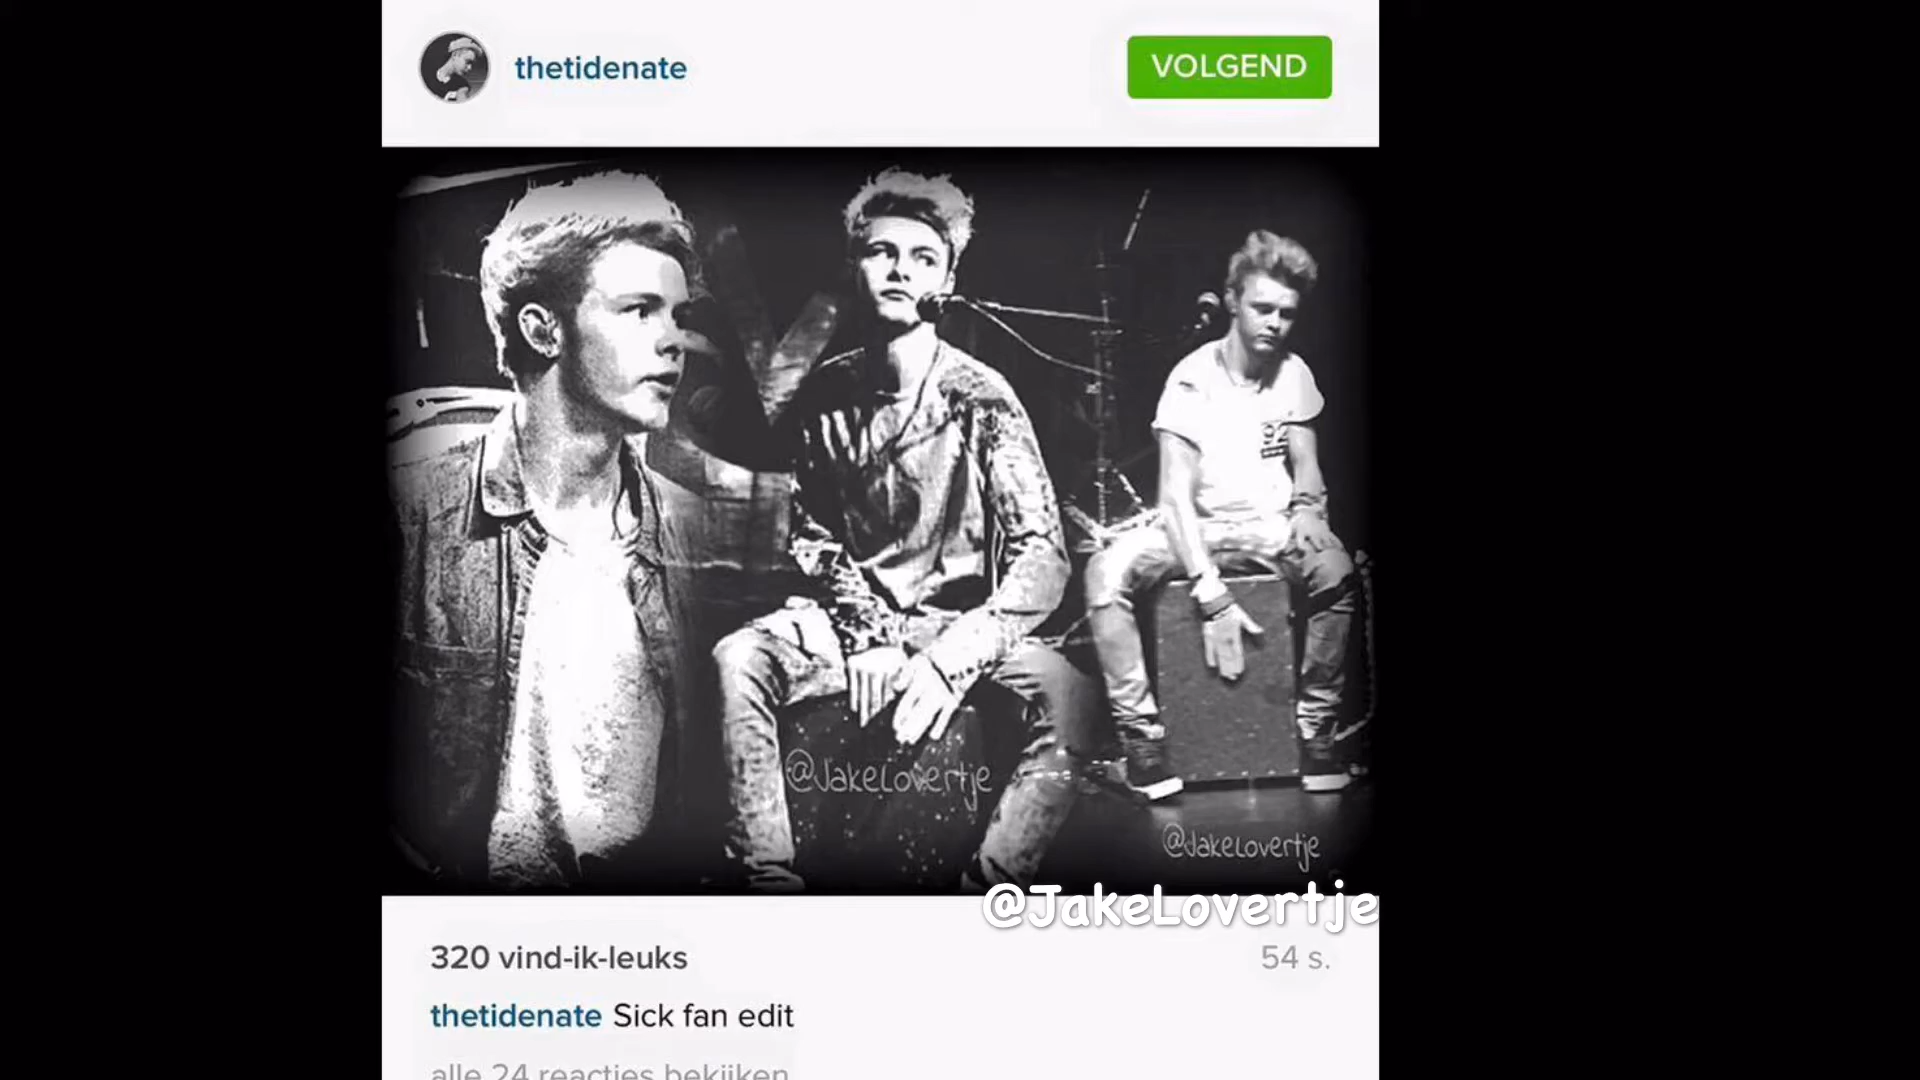 thetidenate
VOLGEND
@JakeLovertje
@JakeLovertje
@JakeLovertje
320 vind-ik-leuks
54 s.
thetidenate Sick fan edit
alle 24 reacties bekijken